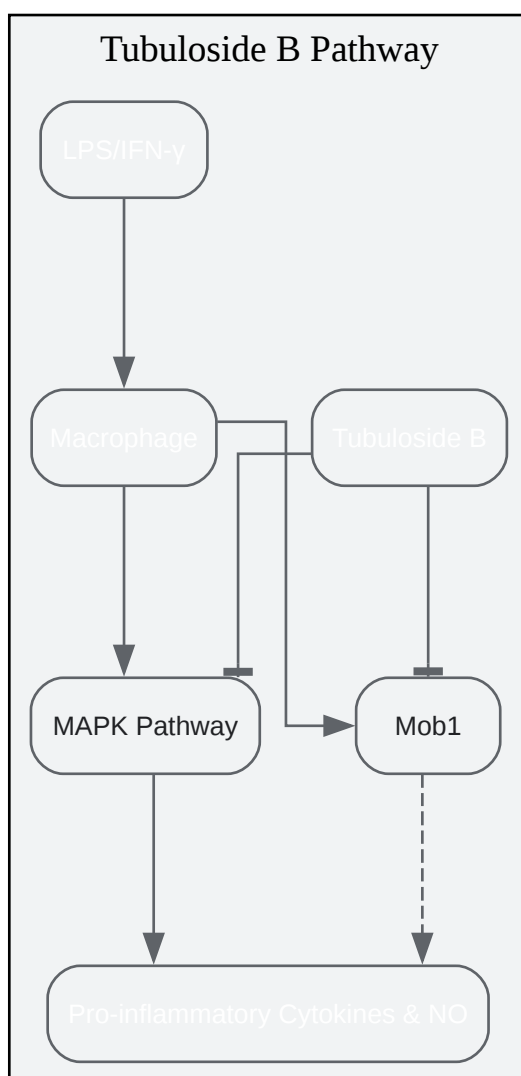 Tubuloside B Pathway
LPS/IFN-γ
Macrophage
Tubuloside B
MAPK Pathway
Mob1
Pro-inflammatory Cytokines & NO